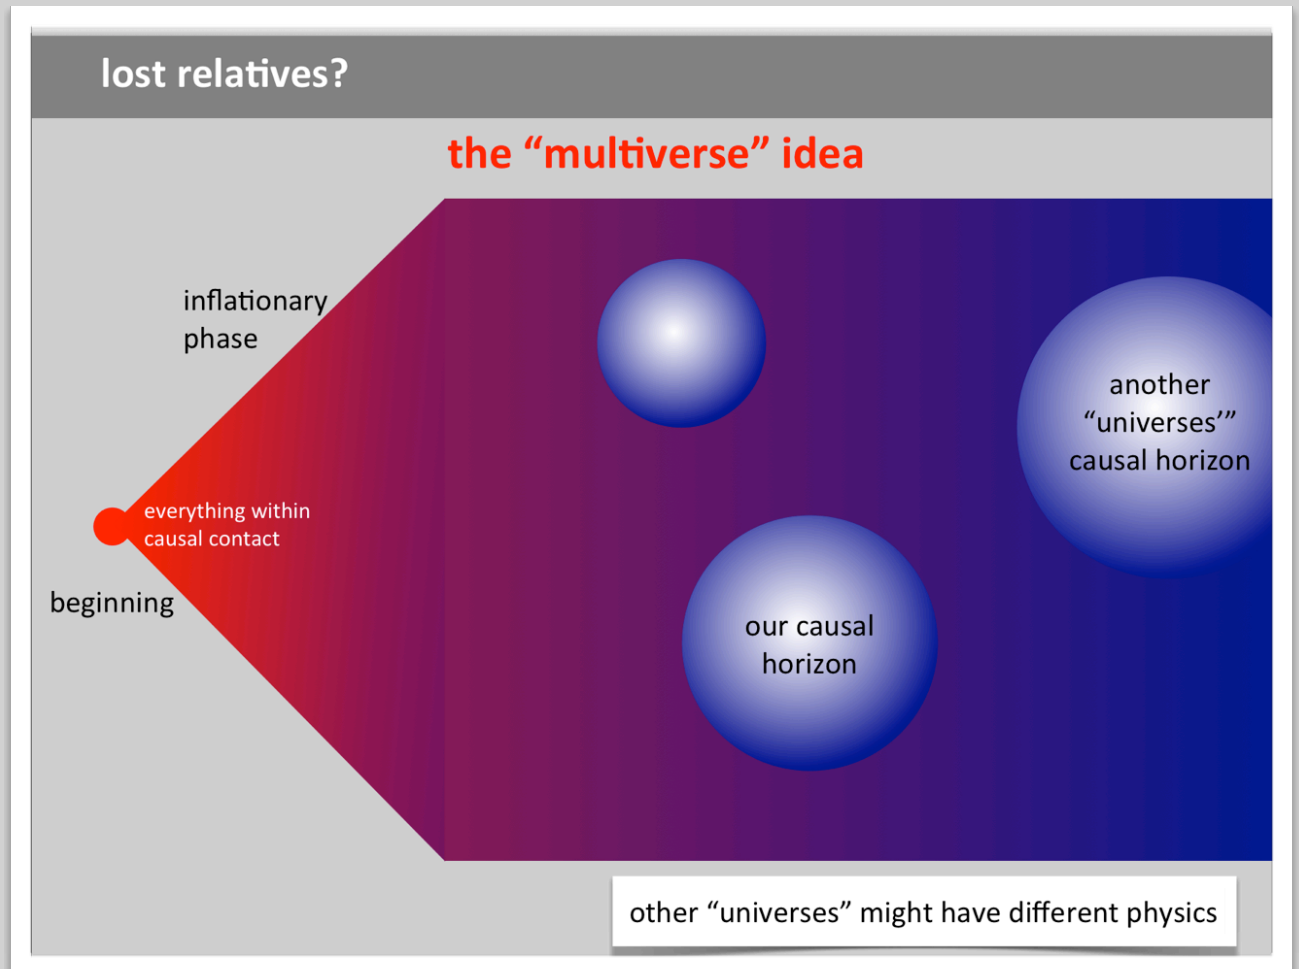 lost relatives?
the “multiverse” idea
inflationary
phase
everything within
causal contact
beginning
another
“universes’”
causal horizon
our causal
horizon
other “universes” might have different physics